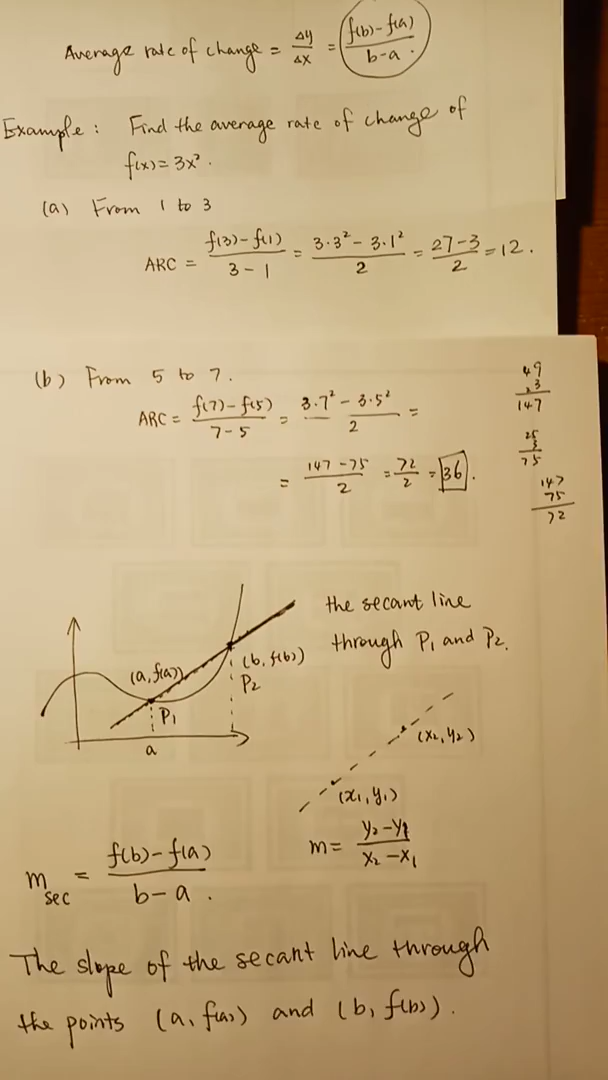 Average rate of change = Δy/Δx = (f(b)-f(a))/(b-a).
Example: Find the average rate of change of
f(x)=3x².
(a) From 1 to 3
ARC = (f(3)-f(1))/(3-1) = (3·3²-3·1²)/2 = (27-3)/2 = 12.
(b) From 5 to 7.
ARC = (f(7)-f(5))/(7-5) = (3·7²-3·5²)/2 =
= (147-75)/2 = 72/2 = 36.
49
3
147
25
3
75
147
75
72
the secant line
through P₁ and P₂.
(a, f(a))
(b, f(b))
P₂
P₁
a
(x₂, y₂)
(x₁, y₁)
m = (y₂-y₁)/(x₂-x₁)
m sec = (f(b)-f(a))/(b-a).
The slope of the secant line through
the points (a, f(a)) and (b, f(b)).